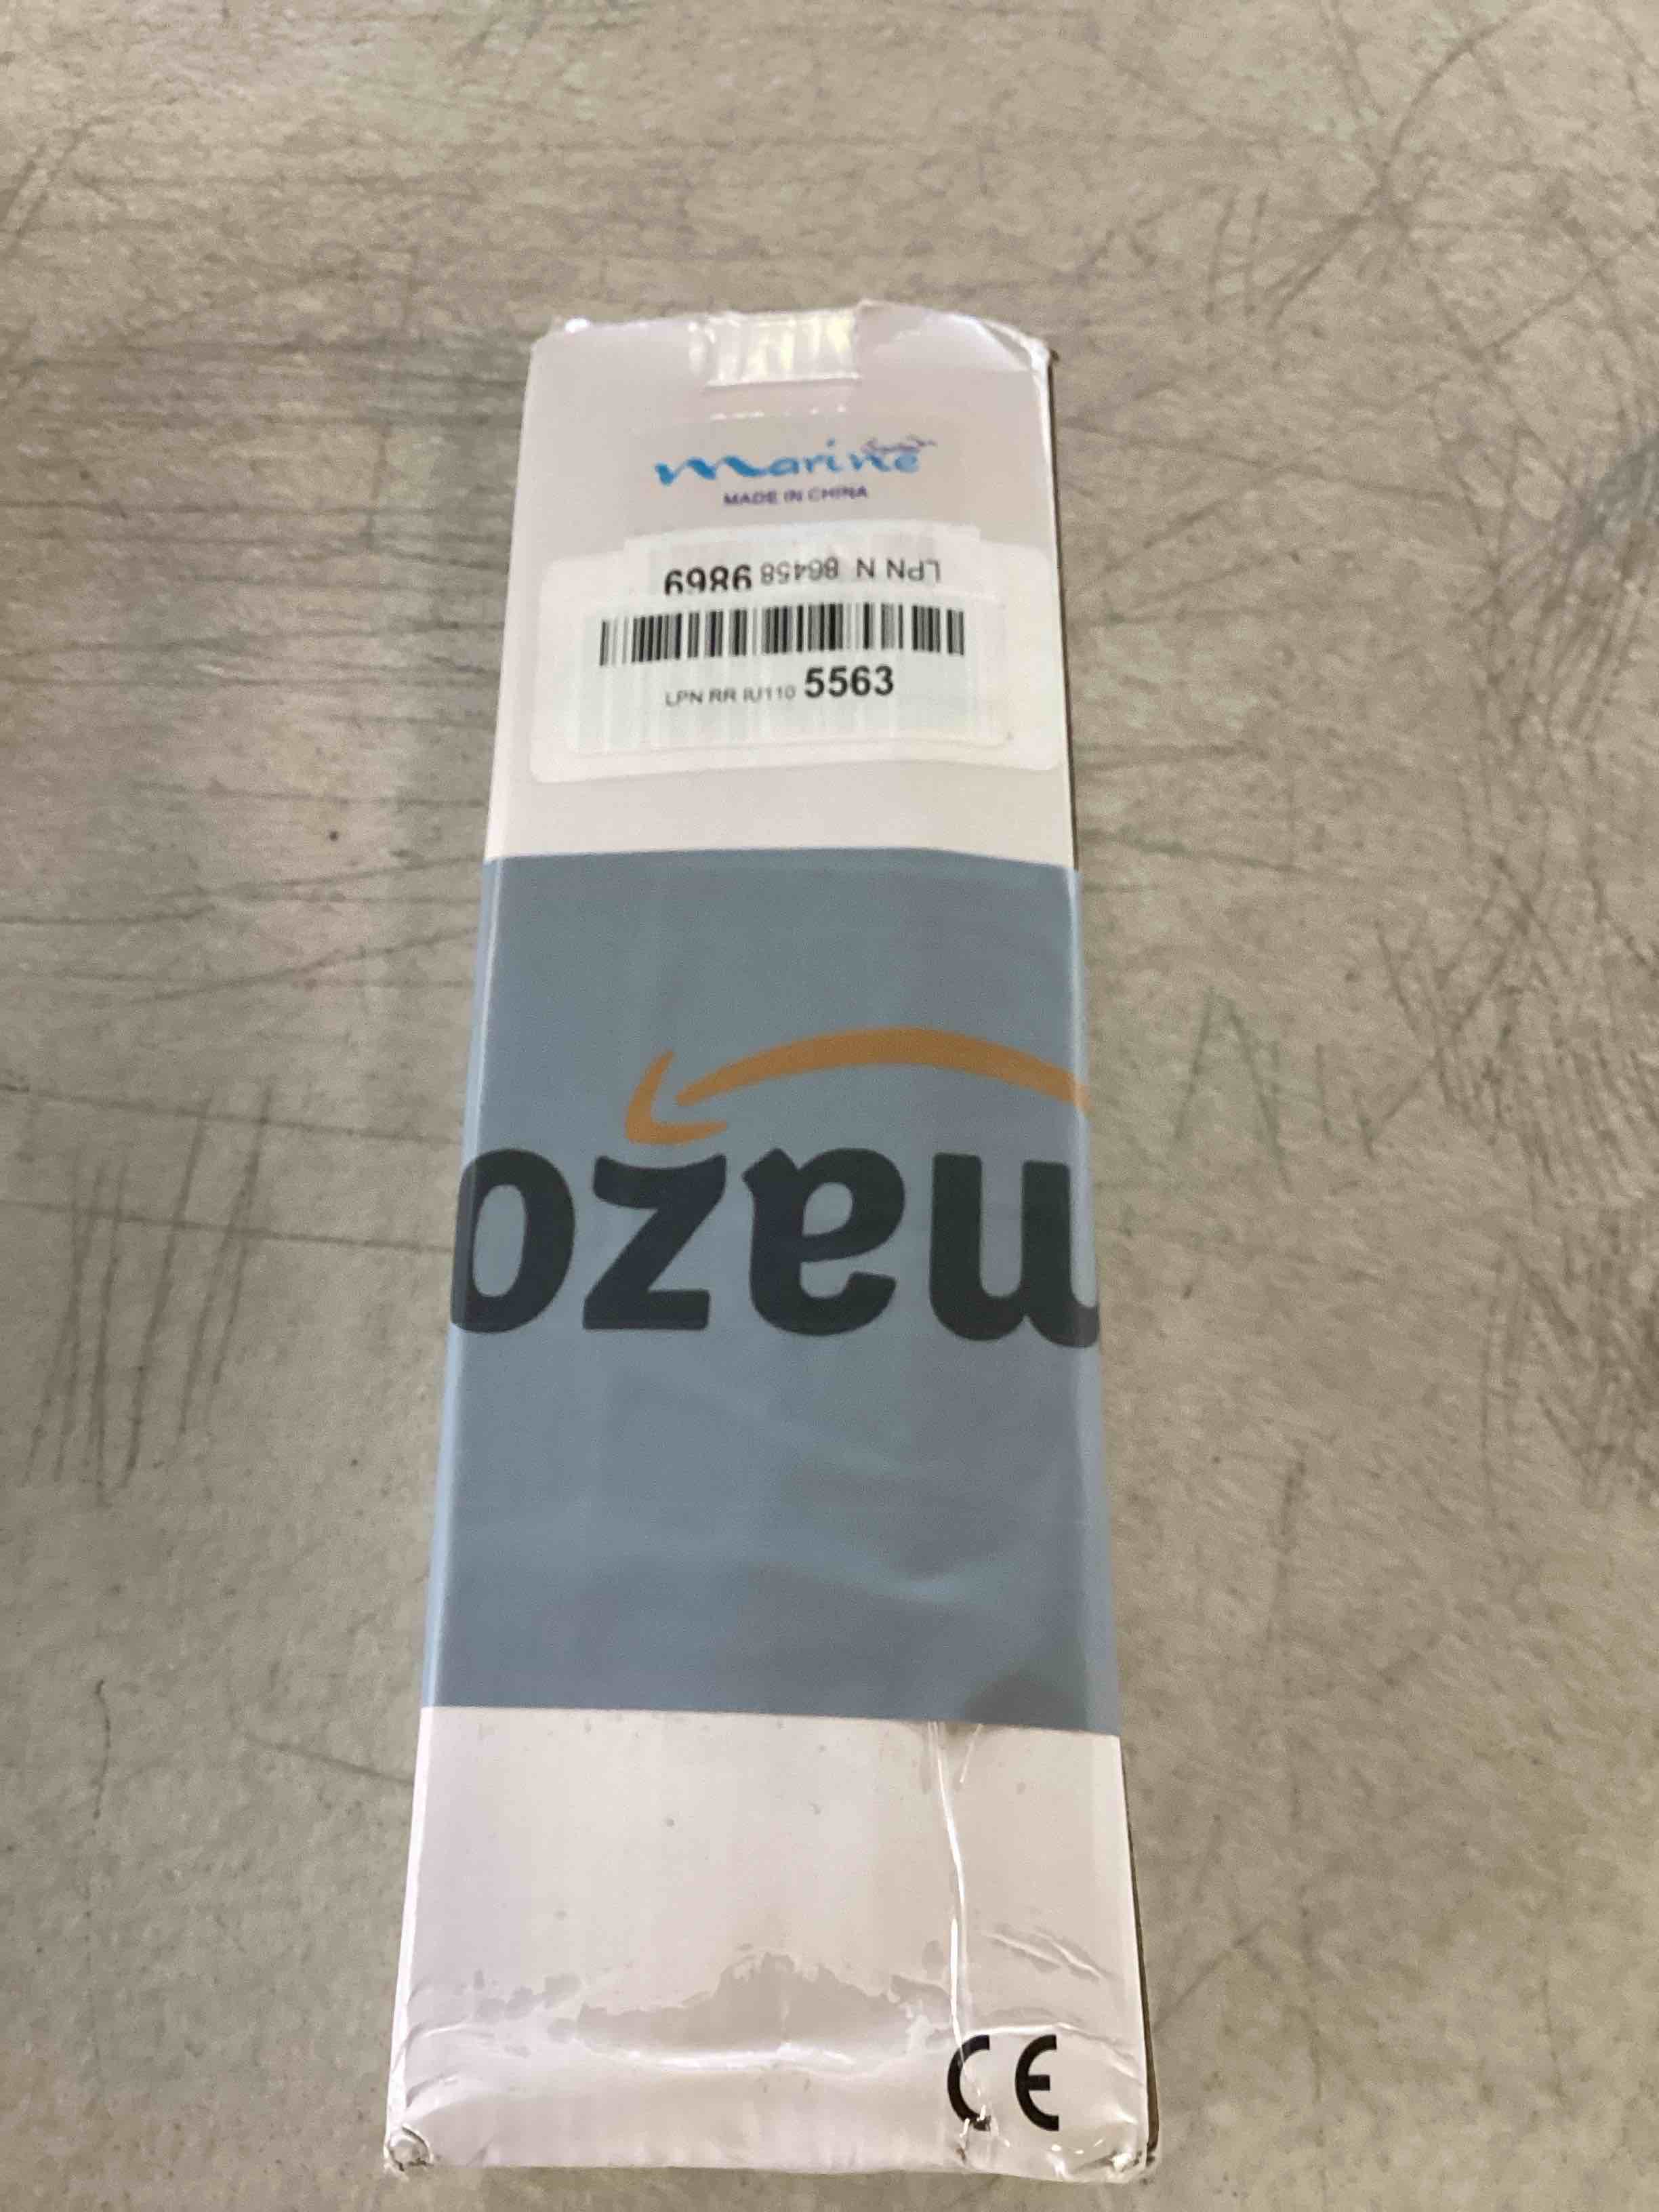 marine
MADE IN CHINA
LPN N 86458 9869
LPN RR IU110 5563
mazo
CE